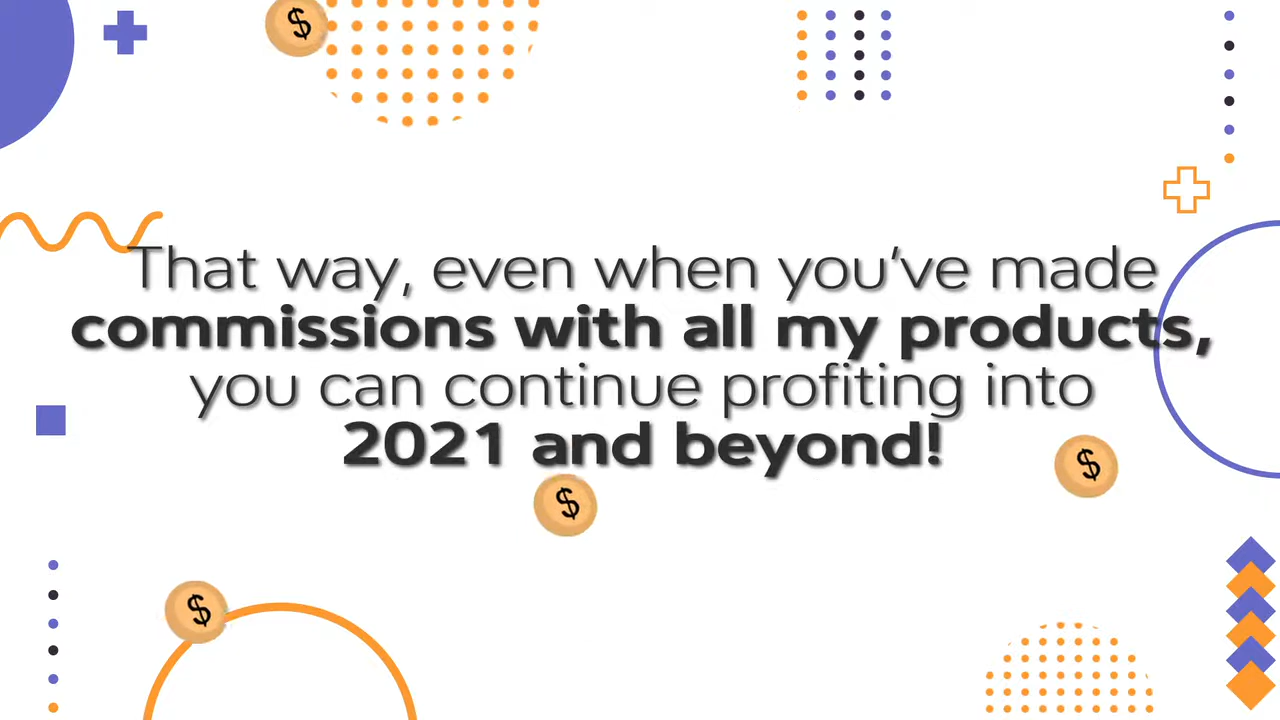 That way, even when you've made
commissions with all my products,
you can continue profiting into
2021 and beyond!
$
$
$
$